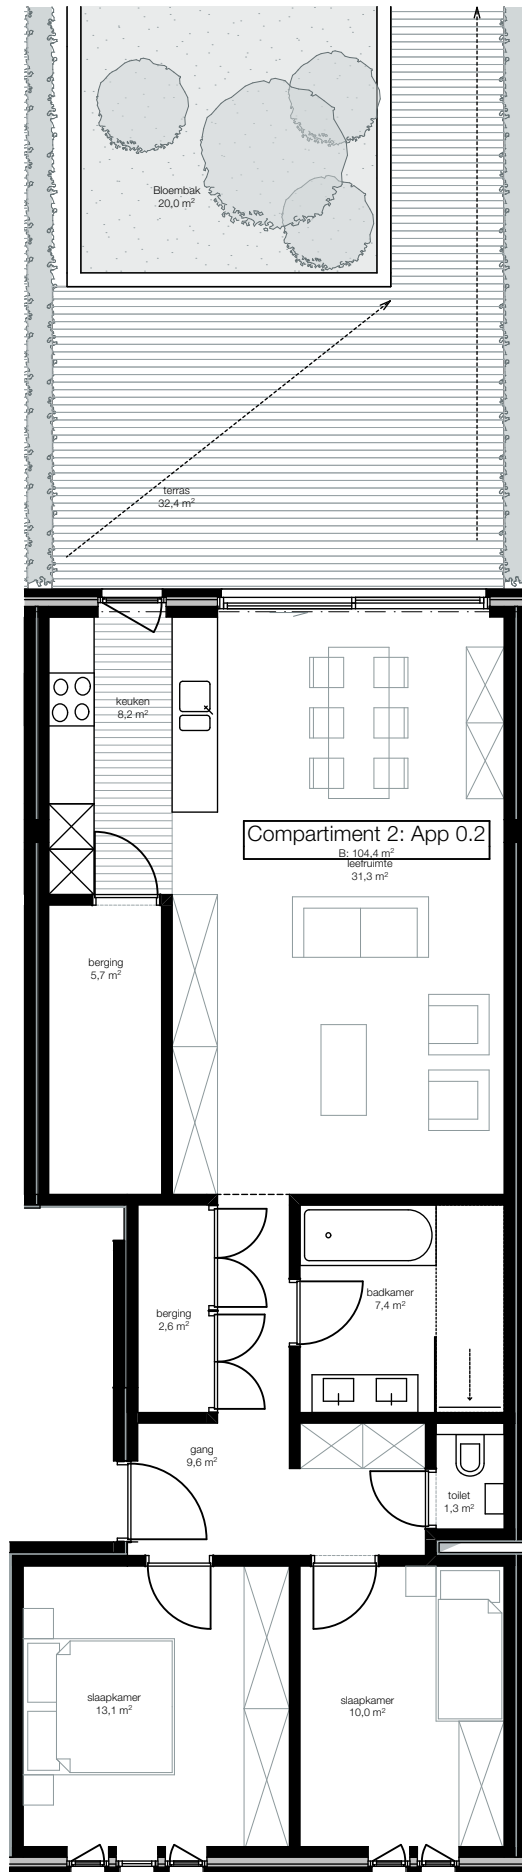 Bloembak
20,0 m²
terras
32,4 m²
keuken
8,2 m²
Compartiment 2: App 0.2
B: 104,4 m²
leefruimte
31,3 m²
berging
5,7 m²
badkamer
7,4 m²
berging
2,6 m²
gang
9,6 m²
toilet
1,3 m²
slaapkamer
13,1 m²
slaapkamer
10,0 m²